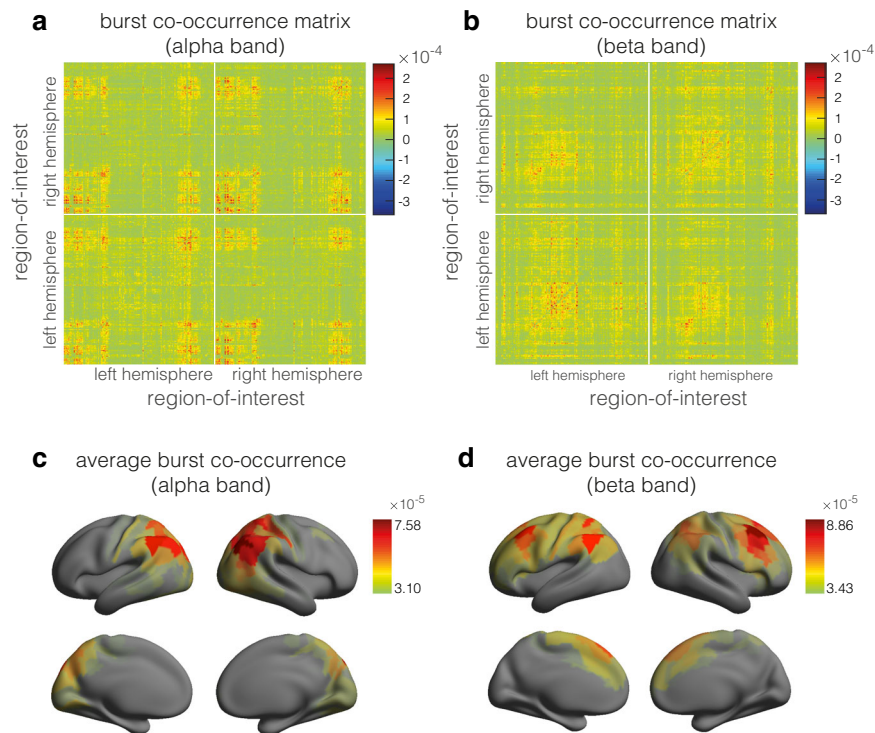 a
burst co-occurrence matrix
(alpha band)
×10-4
2
1
0
-1
-2
-3
right hemisphere
left hemisphere
region-of-interest
left hemisphere right hemisphere
region-of-interest
b
burst co-occurrence matrix
(beta band)
×10-4
2
1
0
-1
-2
-3
right hemisphere
left hemisphere
region-of-interest
left hemisphere right hemisphere
region-of-interest
c
average burst co-occurrence
(alpha band)
×10-5
7.58
3.10
d
average burst co-occurrence
(beta band)
×10-5
8.86
3.43